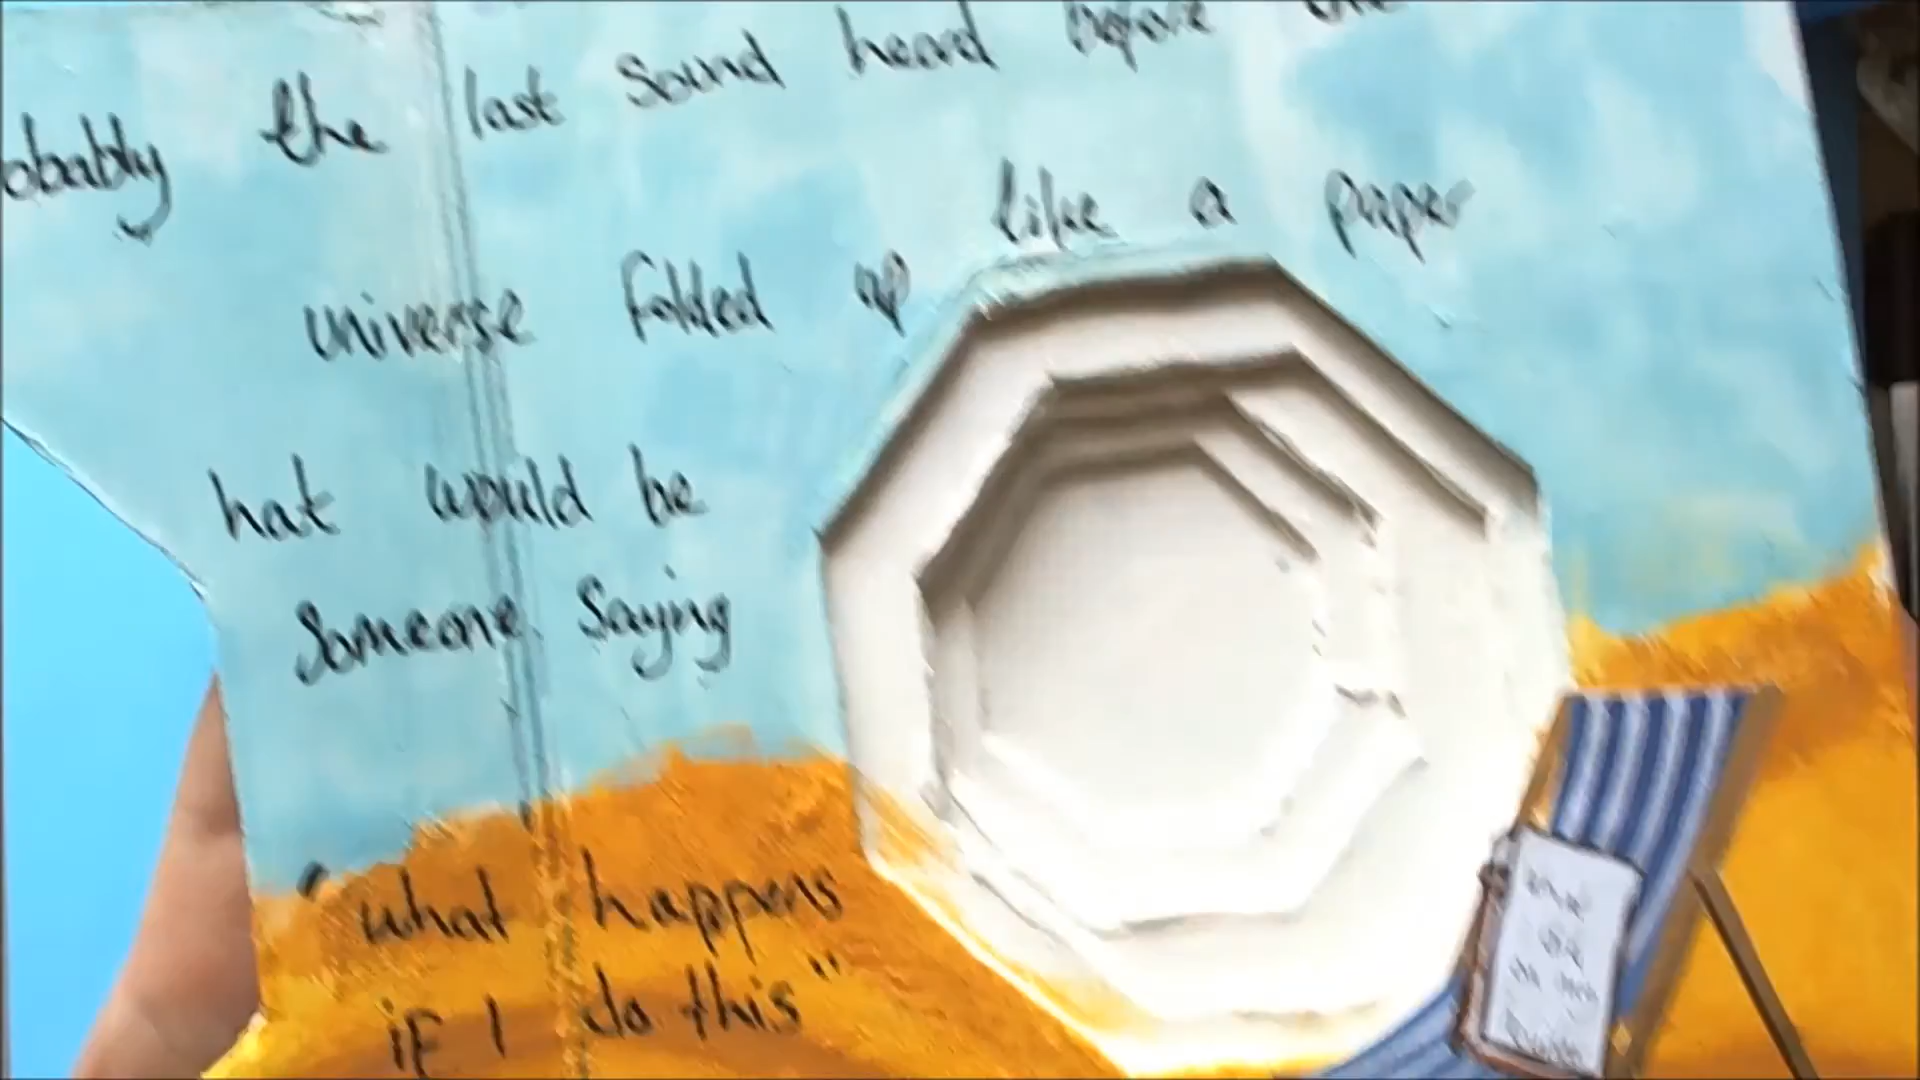 obably the last Sound heard before the
universe folded up like a paper
hat would be
Someone Saying
"what happens
if I do this"